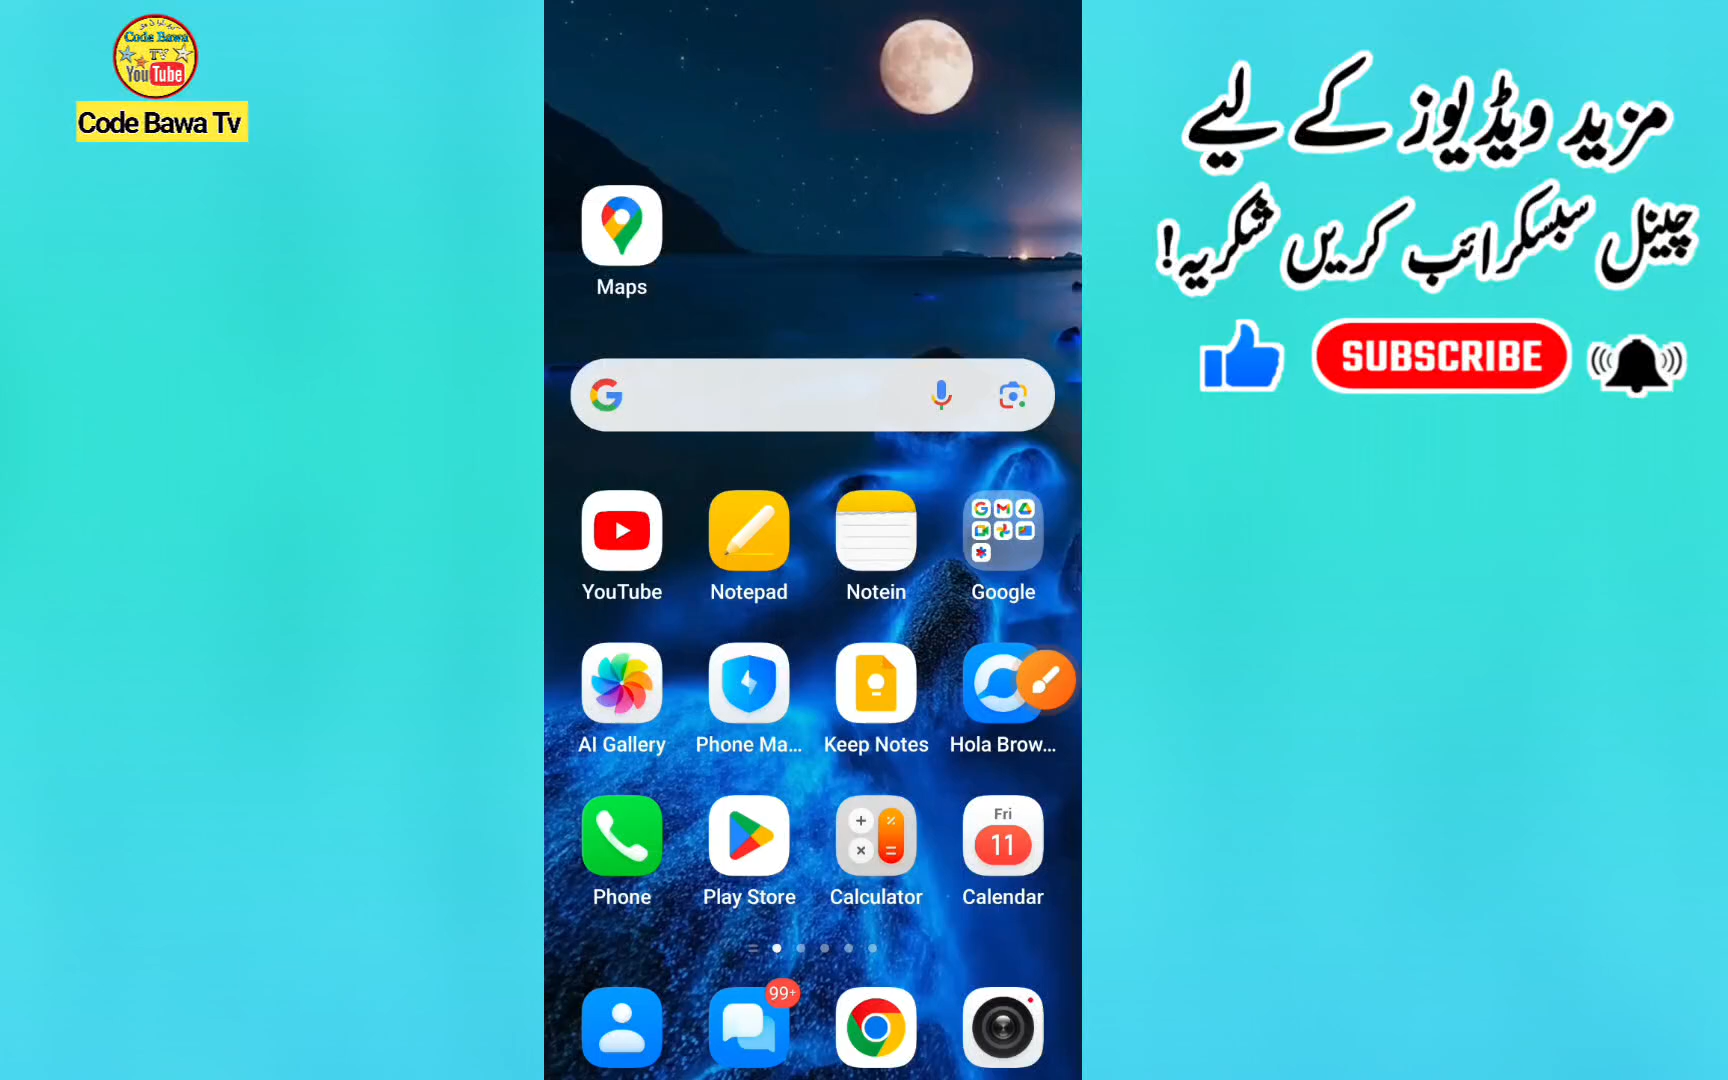 Code Bawa
TV
YouTube
Code Bawa Tv
مزید ویڈیوز کے لیے
چینل سبسکرائب کریں شکریہ!
SUBSCRIBE
Maps
YouTube
Notepad
Notein
Google
AI Gallery
Phone Ma...
Keep Notes
Hola Brow...
Fri
11
Phone
Play Store
Calculator
Calendar
99+